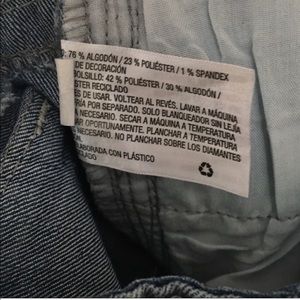 76 % ALGODÓN / 23 % POLIÉSTER / 1 % SPANDEX
DE DECORACIÓN
BOLSILLO: 42 % POLIÉSTER / 30 % ALGODÓN /
ÉSTER RECICLADO
ES DE USAR. VOLTEAR AL REVÉS. LAVAR A MÁQUINA
RÍA POR SEPARADO. SOLO BLANQUEADOR SIN LEJÍA
NECESARIO. SECAR A MÁQUINA A TEMPERATURA
OPORTUNAMENTE. PLANCHAR A TEMPERATURA
NECESARIO. NO PLANCHAR SOBRE LOS DIAMANTES
ELABORADA CON PLÁSTICO
CLADO